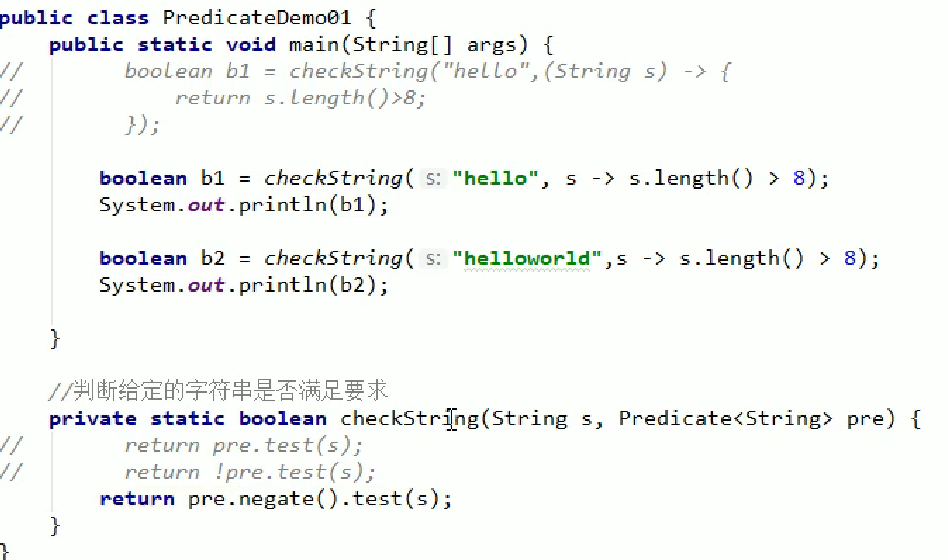 public class PredicateDemo01 {
    public static void main(String[] args) {
//        boolean b1 = checkString("hello",(String s) -> {
//            return s.length()>8;
//        });

        boolean b1 = checkString( s: "hello", s -> s.length() > 8);
        System.out.println(b1);

        boolean b2 = checkString( s: "helloworld",s -> s.length() > 8);
        System.out.println(b2);

    }

    //判断给定的字符串是否满足要求
    private static boolean checkString(String s, Predicate<String> pre) {
//        return pre.test(s);
//        return !pre.test(s);
        return pre.negate().test(s);
    }
}